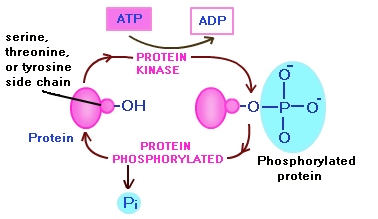 ATP
ADP
serine,
threonine,
or tyrosine
side chain
PROTEIN
KINASE
OH
O
P
O⁻
O⁻
O⁻
Protein
PROTEIN
PHOSPHORYLATED
Phosphorylated
protein
Pi